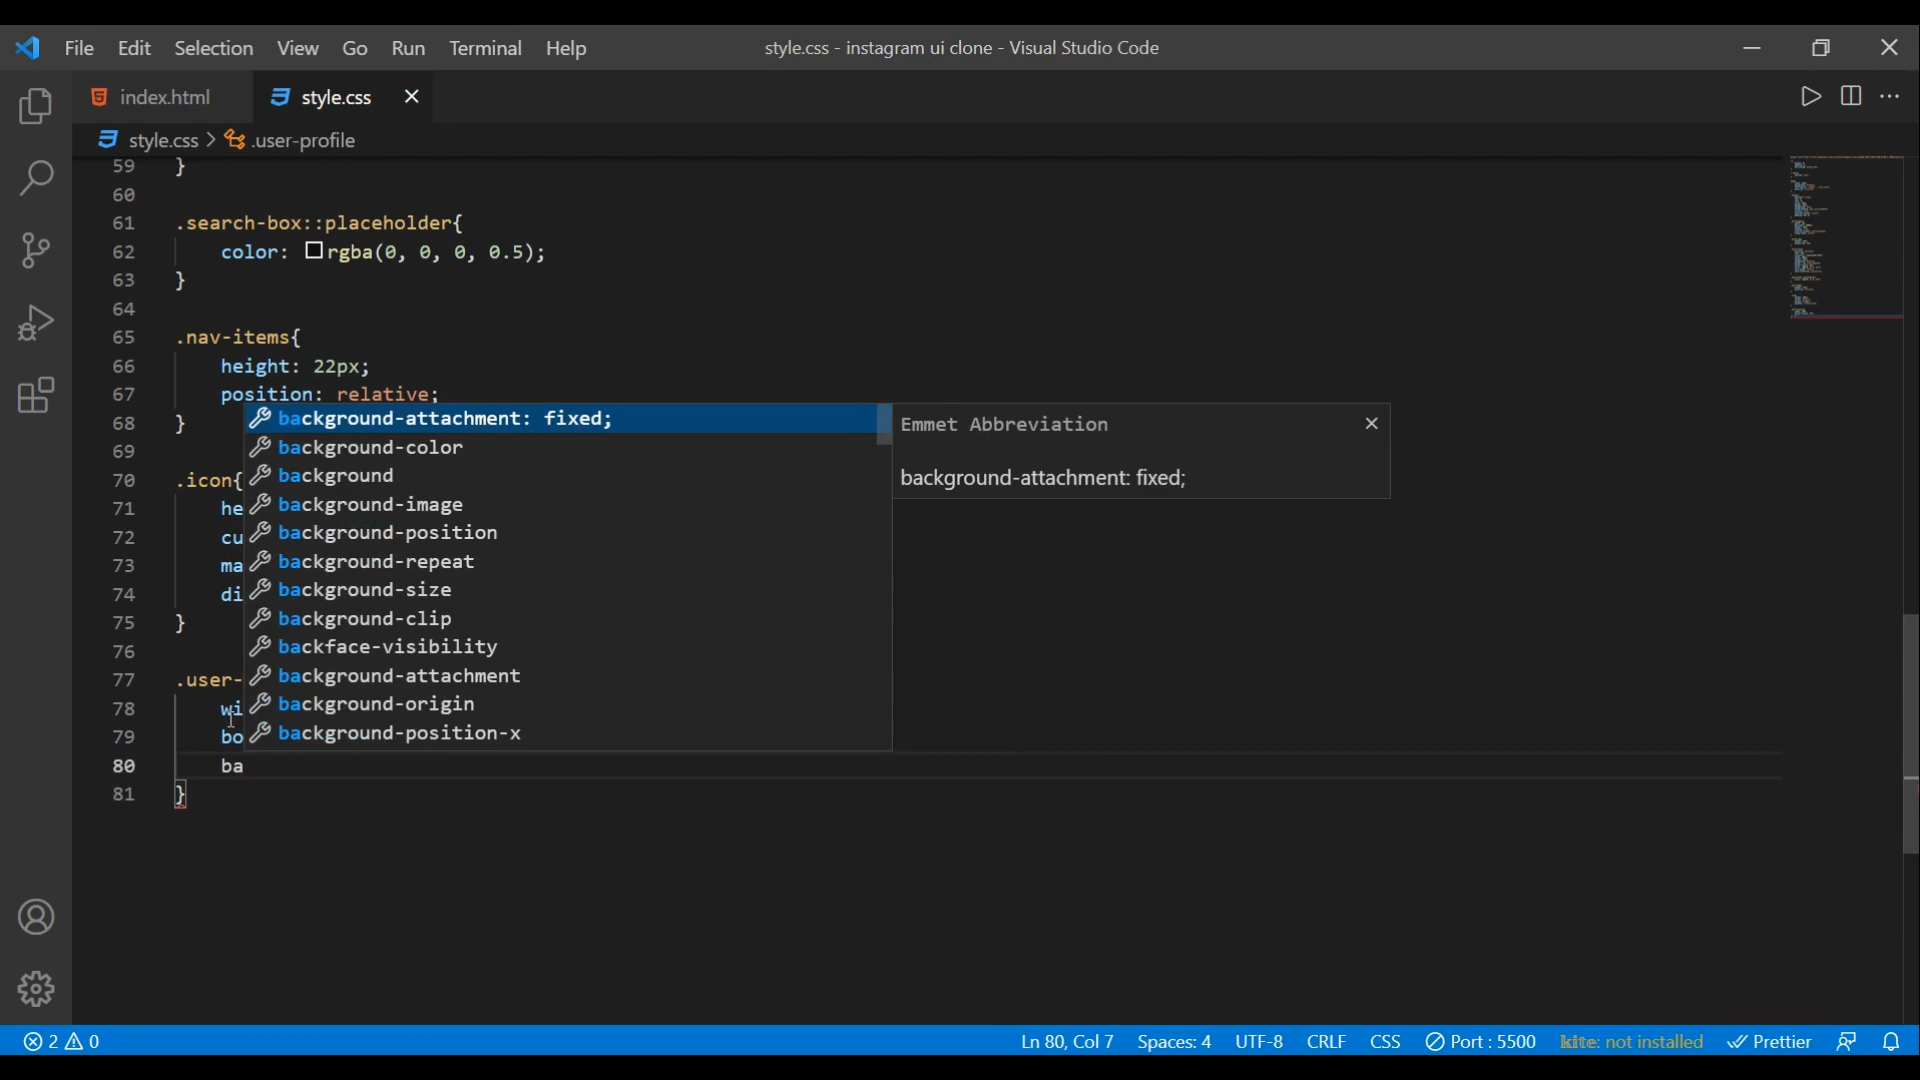 File Edit Selection View Go Run Terminal Help style.css - instagram ui clone - Visual Studio Code
index.html style.css
style.css > .user-profile
59 }
60
61 .search-box::placeholder{
62 color: rgba(0, 0, 0, 0.5);
63 }
64
65 .nav-items{
66 height: 22px;
67 position: relative;
68 }
background-attachment: fixed; Emmet Abbreviation
69
background-color
background background-attachment: fixed;
70 .icon{
71 he background-image
72 cu background-position
73 ma background-repeat
74 di background-size
75 } background-clip
76 backface-visibility
77 .user- background-attachment
78 wi background-origin
79 bo background-position-x
80 ba
81 }
2 0 Ln 80, Col 7 Spaces: 4 UTF-8 CRLF CSS Port : 5500 kite: not installed Prettier